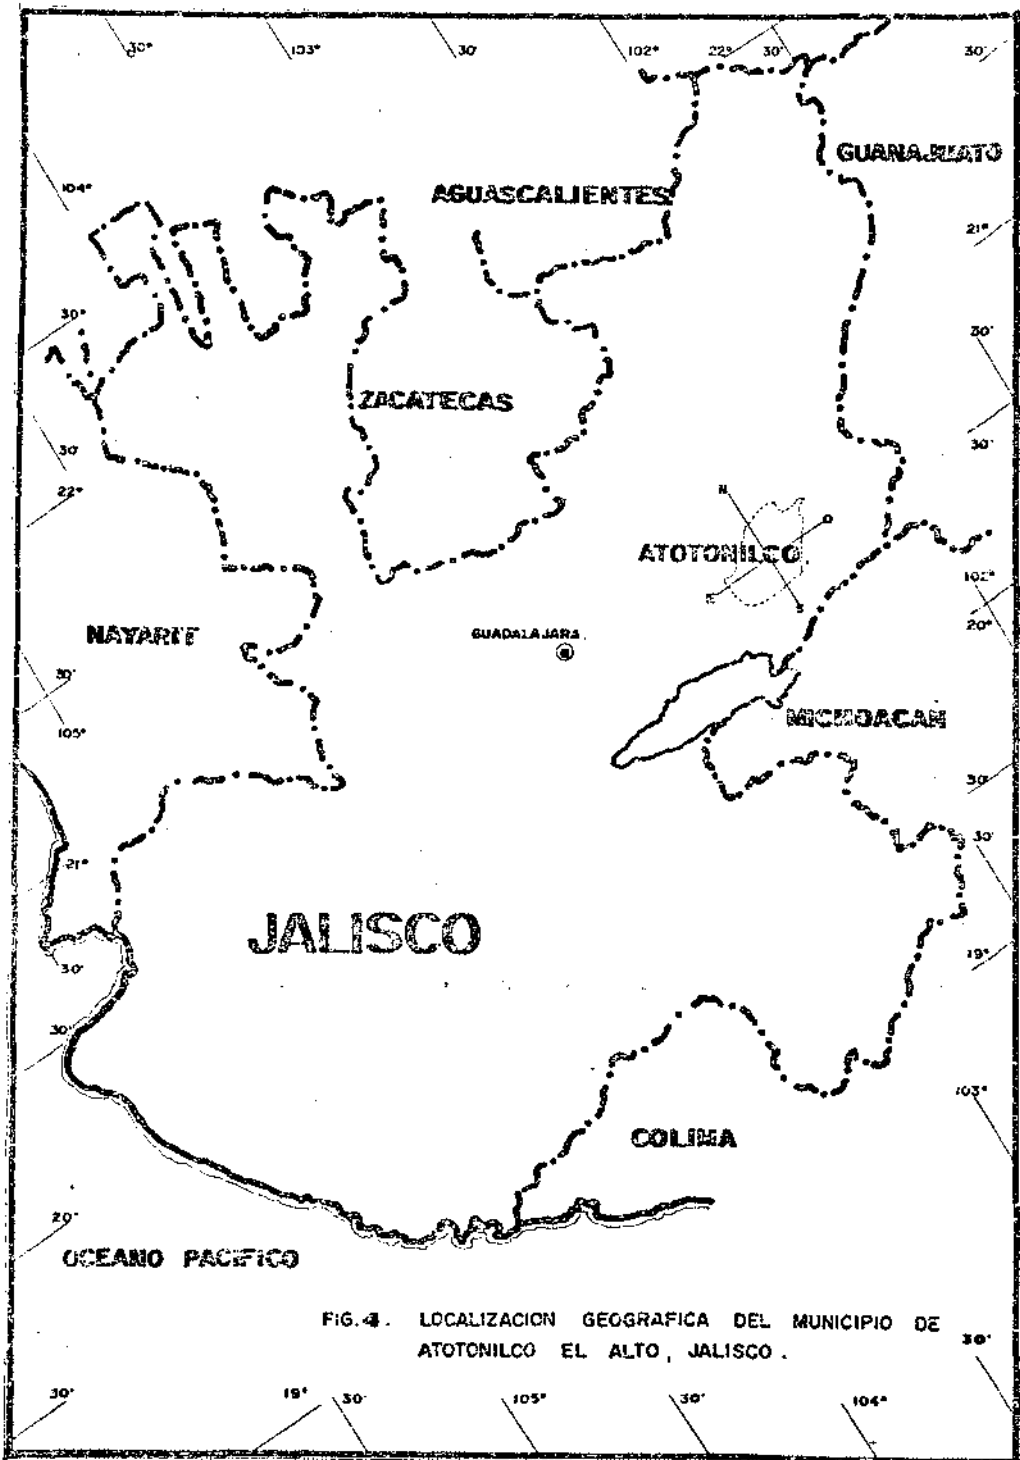 30°
103°
30'
102°
22°
30'
30'
GUANAJUATO
104°
AGUASCALIENTES
21°
30'
30'
ZACATECAS
30'
30'
22°
N
O
ATOTONILCO
102°
E
S
20°
NAYARIT
GUADALAJARA
30'
MICHOACAN
105°
30'
30'
21°
JALISCO
19°
30'
30'
103°
COLIMA
20°
OCEANO PACIFICO
FIG. 4. LOCALIZACION GEOGRAFICA DEL MUNICIPIO DE
ATOTONILCO EL ALTO, JALISCO.
30'
30'
19°
30'
105°
30'
104°